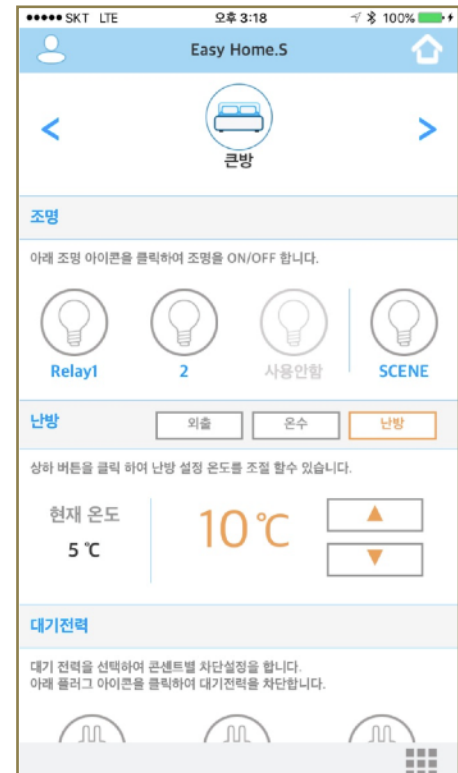 SKT LTE 오후 3:18 100%
Easy Home.S
< >
큰방
조명
아래 조명 아이콘을 클릭하여 조명을 ON/OFF 합니다.
Relay1 2 사용안함 SCENE
난방 외출 온수 난방
상하 버튼을 클릭 하여 난방 설정 온도를 조절 할수 있습니다.
현재 온도
10℃
5 ℃
대기전력
대기 전력을 선택하여 콘센트별 차단설정을 합니다.
아래 플러그 아이콘을 클릭하여 대기전력을 차단합니다.